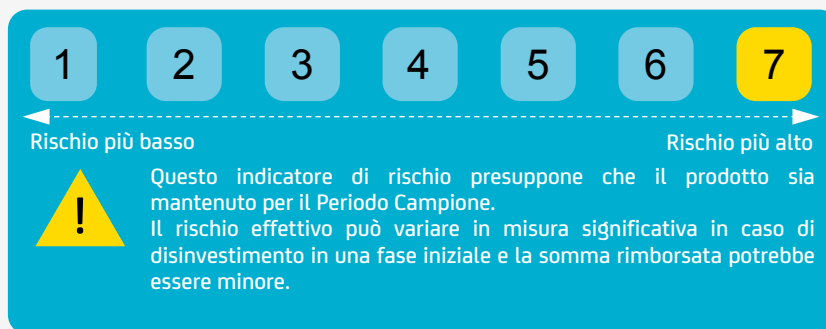 1 2 3 4 5 6 7
Rischio più basso Rischio più alto
!
Questo indicatore di rischio presuppone che il prodotto sia
mantenuto per il Periodo Campione.
Il rischio effettivo può variare in misura significativa in caso di
disinvestimento in una fase iniziale e la somma rimborsata potrebbe
essere minore.